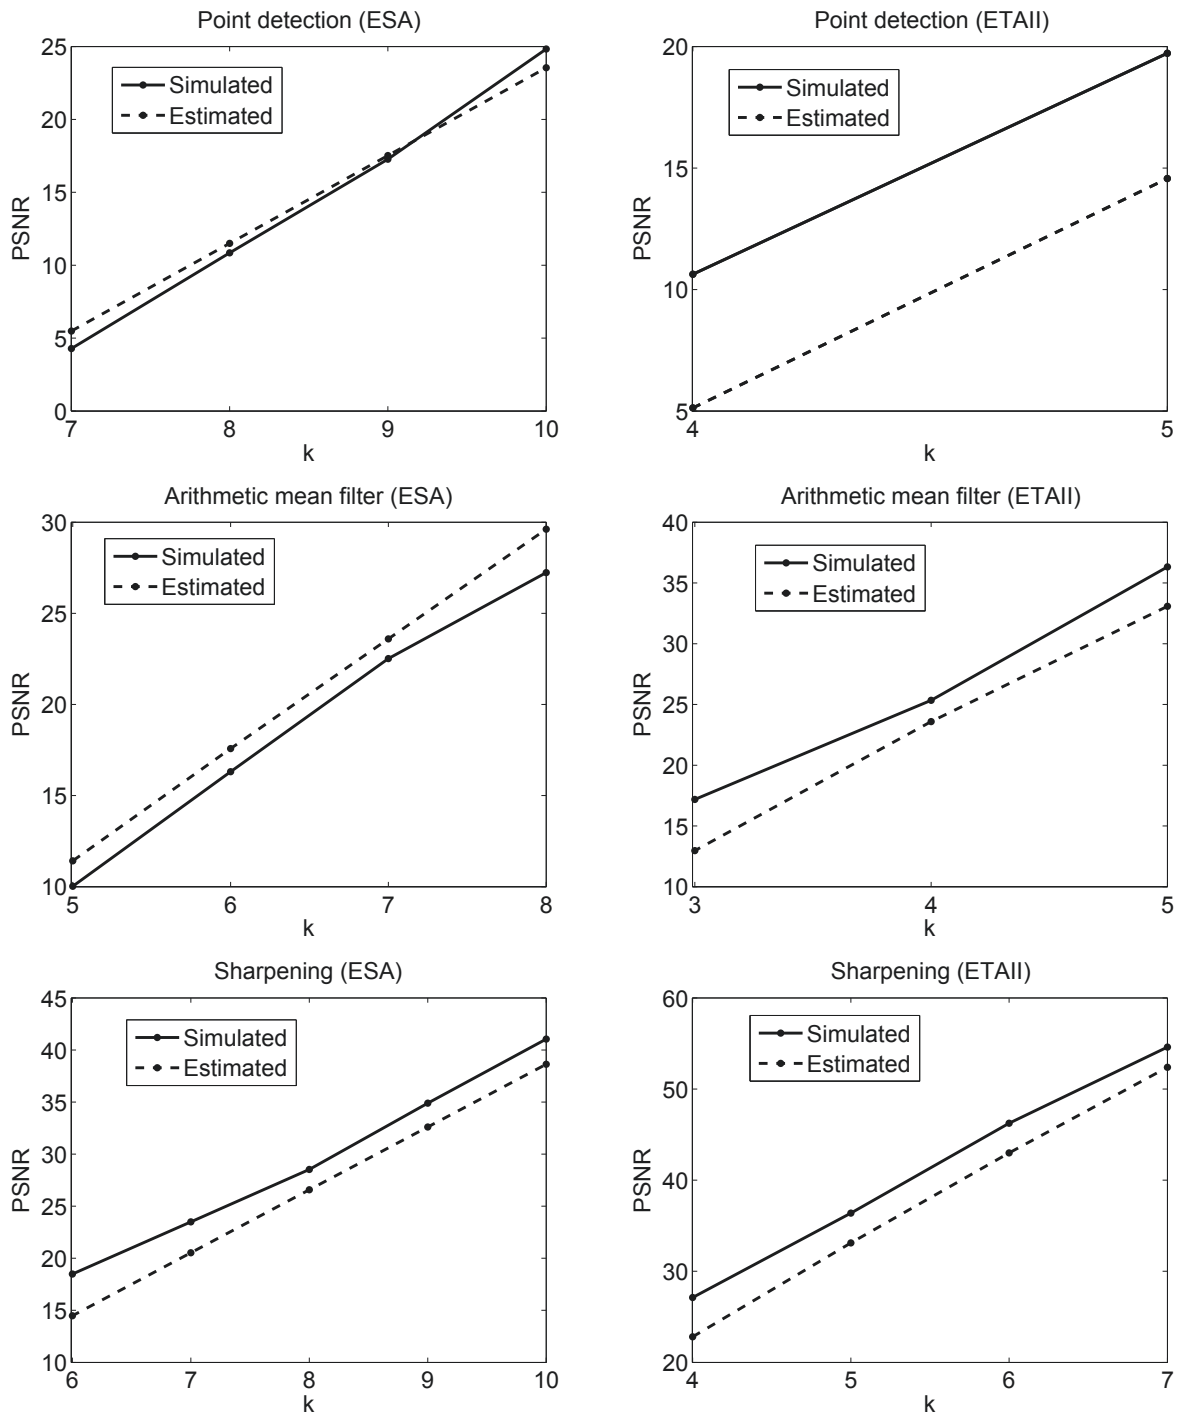 Point detection (ESA)
25
20
15
10
5
0
PSNR
Simulated
Estimated
7 8 9 10
k
Point detection (ETAII)
20
15
10
5
PSNR
Simulated
Estimated
4 5
k
Arithmetic mean filter (ESA)
30
25
20
15
10
PSNR
Simulated
Estimated
5 6 7 8
k
Arithmetic mean filter (ETAII)
40
35
30
25
20
15
10
PSNR
Simulated
Estimated
3 4 5
k
Sharpening (ESA)
45
40
35
30
25
20
15
10
PSNR
Simulated
Estimated
6 7 8 9 10
k
Sharpening (ETAII)
60
50
40
30
20
PSNR
Simulated
Estimated
4 5 6 7
k